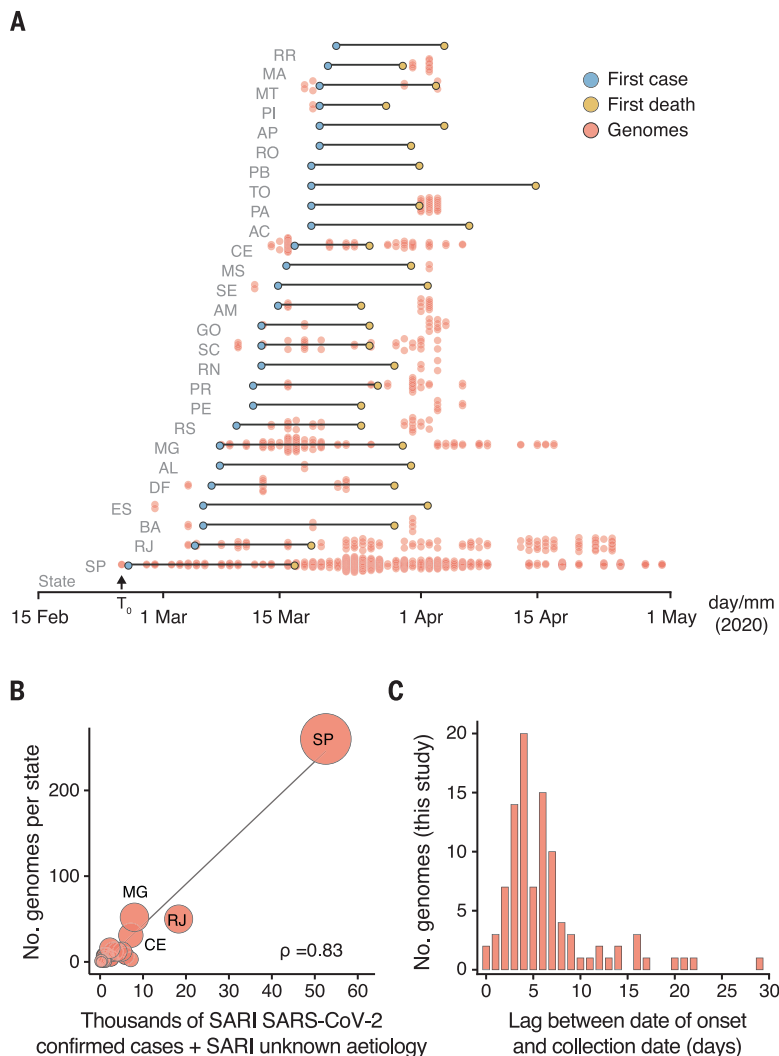 A
RR
MA
MT
PI
AP
RO
PB
TO
PA
AC
CE
MS
SE
AM
GO
SC
RN
PR
PE
RS
MG
AL
DF
ES
BA
RJ
SP
State
First case
First death
Genomes
T0
15 Feb 1 Mar 15 Mar 1 Apr 15 Apr 1 May
day/mm
(2020)
B
No. genomes per state
200
100
0
SP
MG
RJ
CE
ρ =0.83
0 10 20 30 40 50 60
Thousands of SARI SARS-CoV-2
confirmed cases + SARI unknown aetiology
C
No. genomes (this study)
20
15
10
5
0
0 5 10 15 20 25 30
Lag between date of onset
and collection date (days)